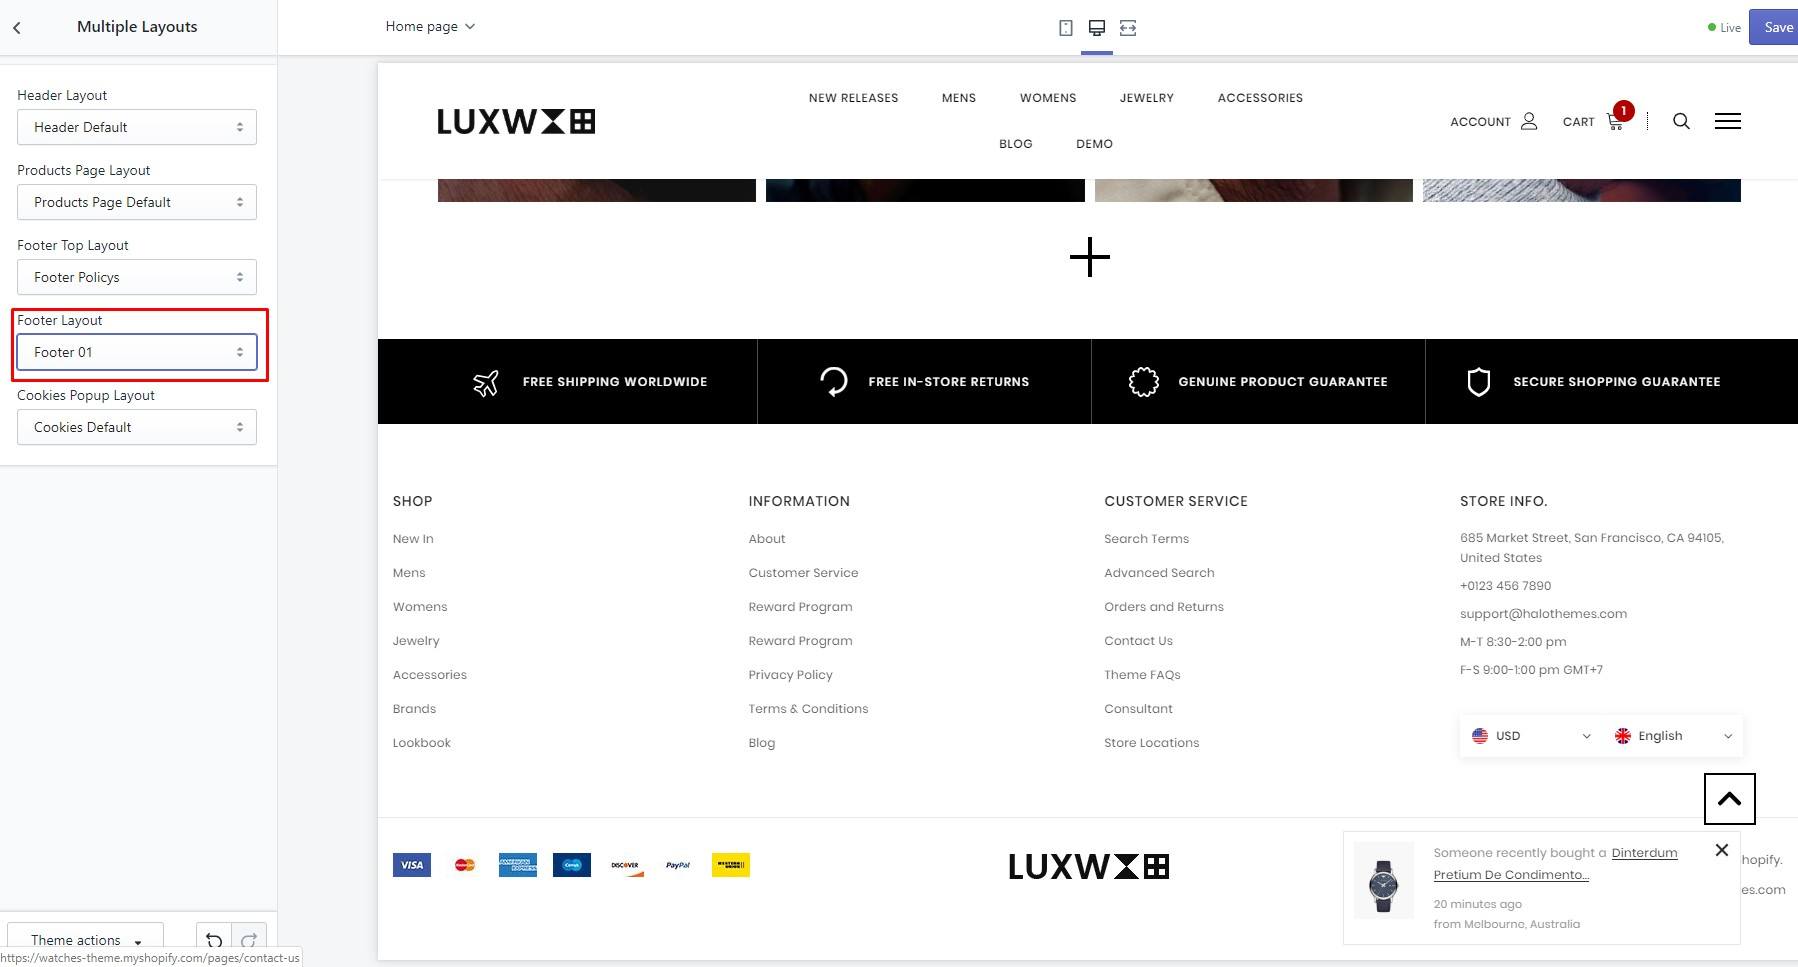 Multiple Layouts
Home page
Live
Save
Header Layout
Header Default
Products Page Layout
Products Page Default
Footer Top Layout
Footer Policys
Footer Layout
Footer 01
Cookies Popup Layout
Cookies Default
Theme actions
https://watches-theme.myshopify.com/pages/contact-us
LUXW
NEW RELEASES MENS WOMENS JEWELRY ACCESSORIES
BLOG DEMO
ACCOUNT CART 1
FREE SHIPPING WORLDWIDE
FREE IN-STORE RETURNS
GENUINE PRODUCT GUARANTEE
SECURE SHOPPING GUARANTEE
SHOP
New In
Mens
Womens
Jewelry
Accessories
Brands
Lookbook
INFORMATION
About
Customer Service
Reward Program
Reward Program
Privacy Policy
Terms & Conditions
Blog
CUSTOMER SERVICE
Search Terms
Advanced Search
Orders and Returns
Contact Us
Theme FAQs
Consultant
Store Locations
STORE INFO.
685 Market Street, San Francisco, CA 94105,
United States
+0123 456 7890
support@halothemes.com
M-T 8:30-2:00 pm
F-S 9:00-1:00 pm GMT+7
USD English
VISA MasterCard AMERICAN EXPRESS Cirrus DISCOVER PayPal WESTERN UNION
LUXW
Someone recently bought a Dinterdum
Pretium De Condimento...
20 minutes ago
from Melbourne, Australia
hopify.
es.com